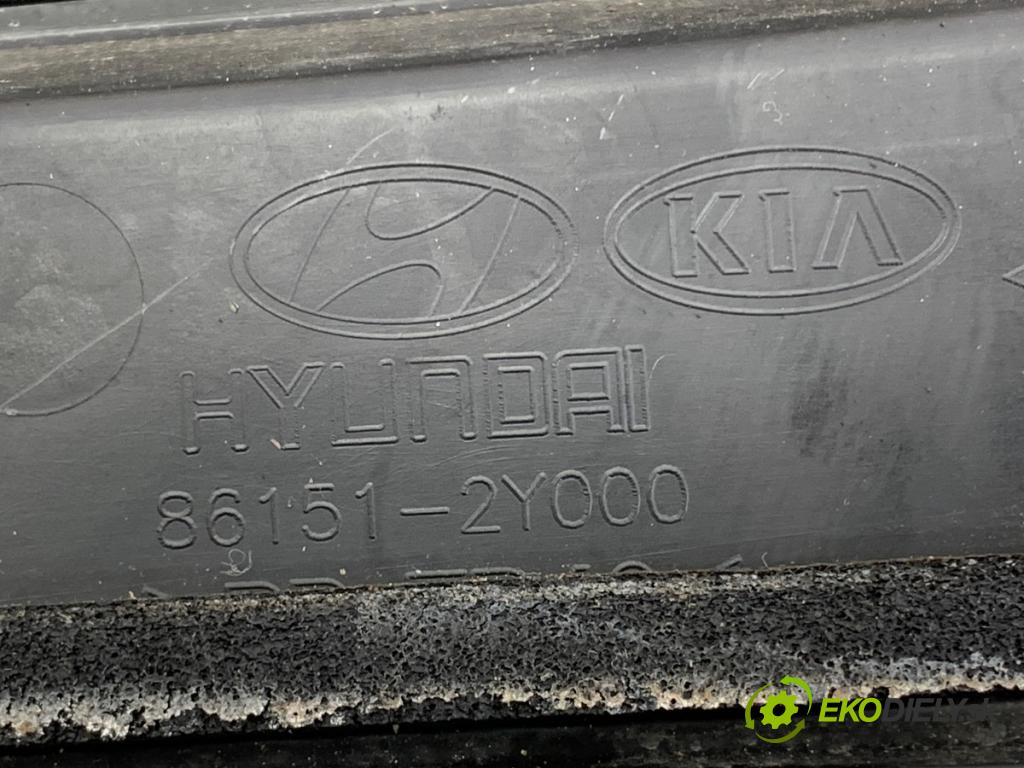 KIA
HYUNDAI
86151-2Y000
EKODIELY